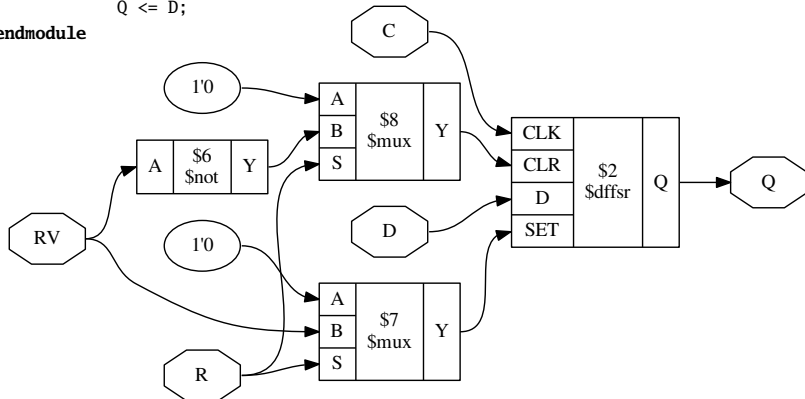 Q <= D;
endmodule
C
1'0
A
B
S
$8
$mux
Y
CLK
CLR
D
SET
$2
$dffsr
Q
Q
A
$6
$not
Y
RV
D
1'0
A
B
S
$7
$mux
Y
R